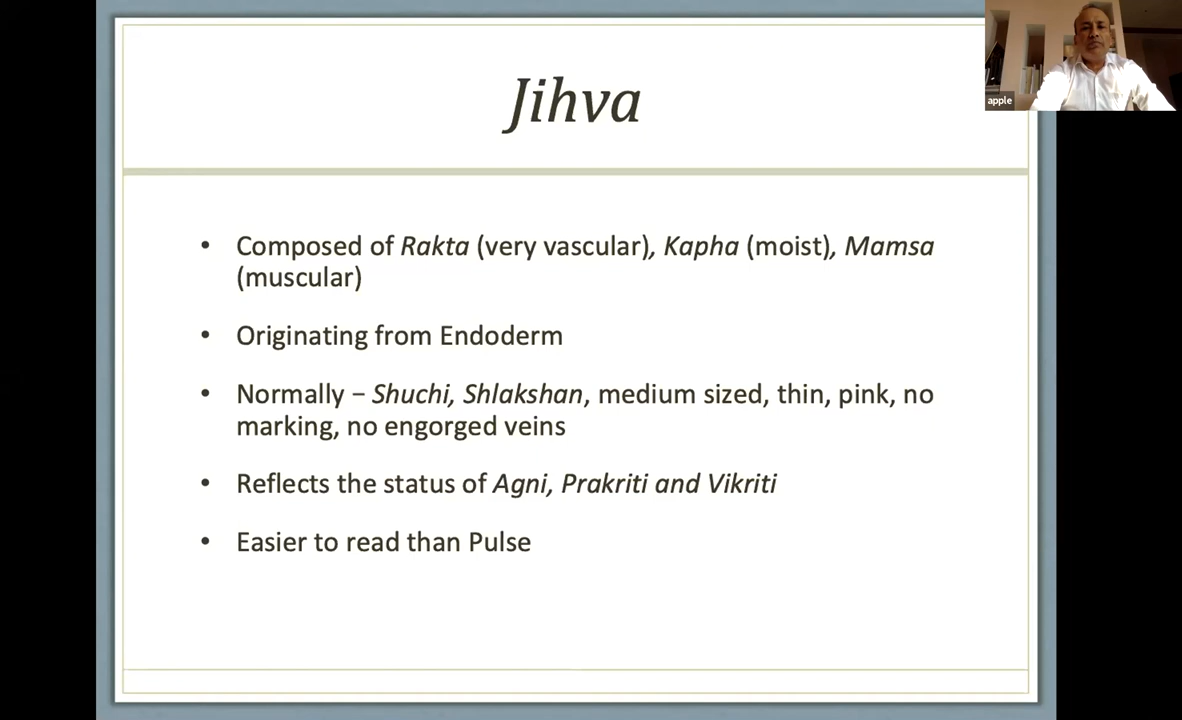 Jihva
apple
• Composed of Rakta (very vascular), Kapha (moist), Mamsa
(muscular)
• Originating from Endoderm
• Normally – Shuchi, Shlakshan, medium sized, thin, pink, no
marking, no engorged veins
• Reflects the status of Agni, Prakriti and Vikriti
• Easier to read than Pulse